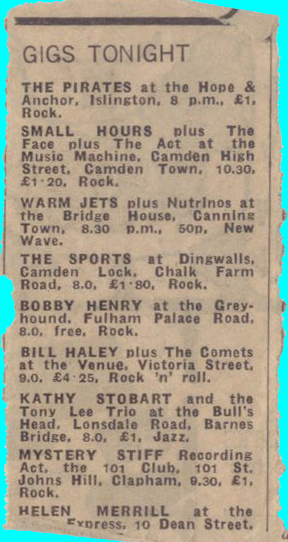 GIGS TONIGHT
THE PIRATES at the Hope &
Anchor, Islington, 8 p.m., £1,
Rock.
SMALL HOURS plus The
Face plus The Act at the
Music Machine, Camden High
Street, Camden Town, 10.30,
£1·20, Rock.
WARM JETS plus Nutrinos at
the Bridge House, Canning
Town, 8.30 p.m., 50p, New
Wave.
THE SPORTS at Dingwalls,
Camden Lock, Chalk Farm
Road, 8.0, £1·80, Rock.
BOBBY HENRY at the Grey-
hound, Fulham Palace Road,
8.0, free, Rock.
BILL HALEY plus The Comets
at the Venue, Victoria Street,
9.0, £4·25, Rock 'n' roll.
KATHY STOBART and the
Tony Lee Trio at the Bull's
Head, Lonsdale Road, Barnes
Bridge, 8.0, £1, Jazz.
MYSTERY STIFF Recording
Act, the 101 Club, 101 St.
Johns Hill, Clapham, 9.30, £1,
Rock.
HELEN MERRILL at the
Express, 10 Dean Street,